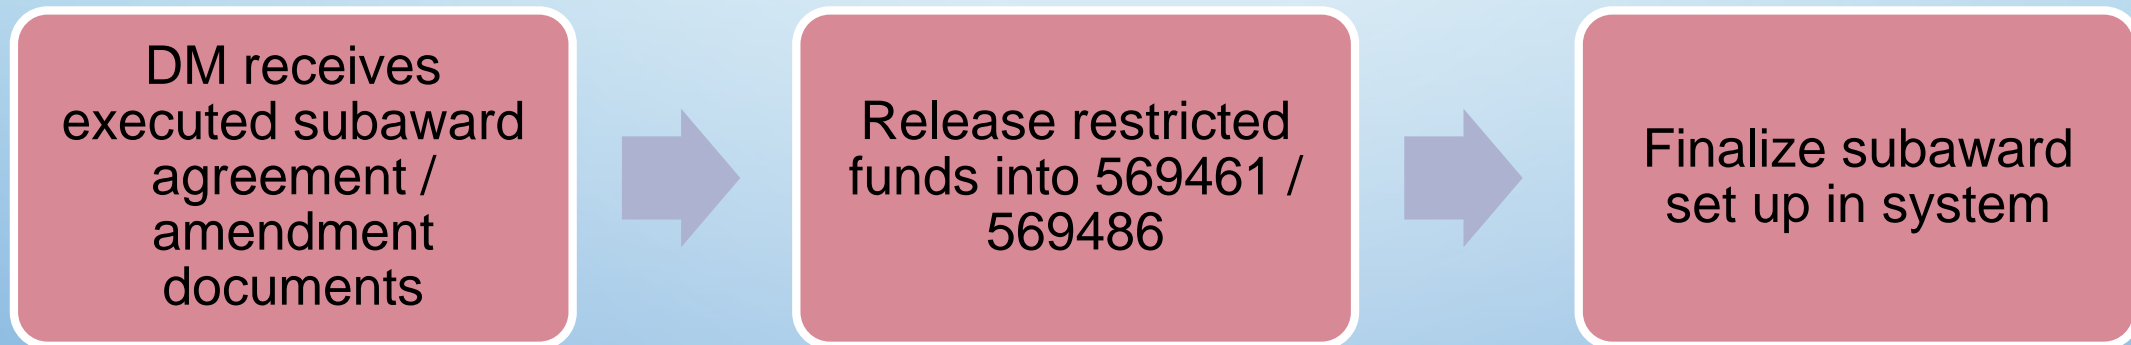 DM receives
executed subaward
agreement /
amendment
documents
Release restricted
funds into 569461 /
569486
Finalize subaward
set up in system